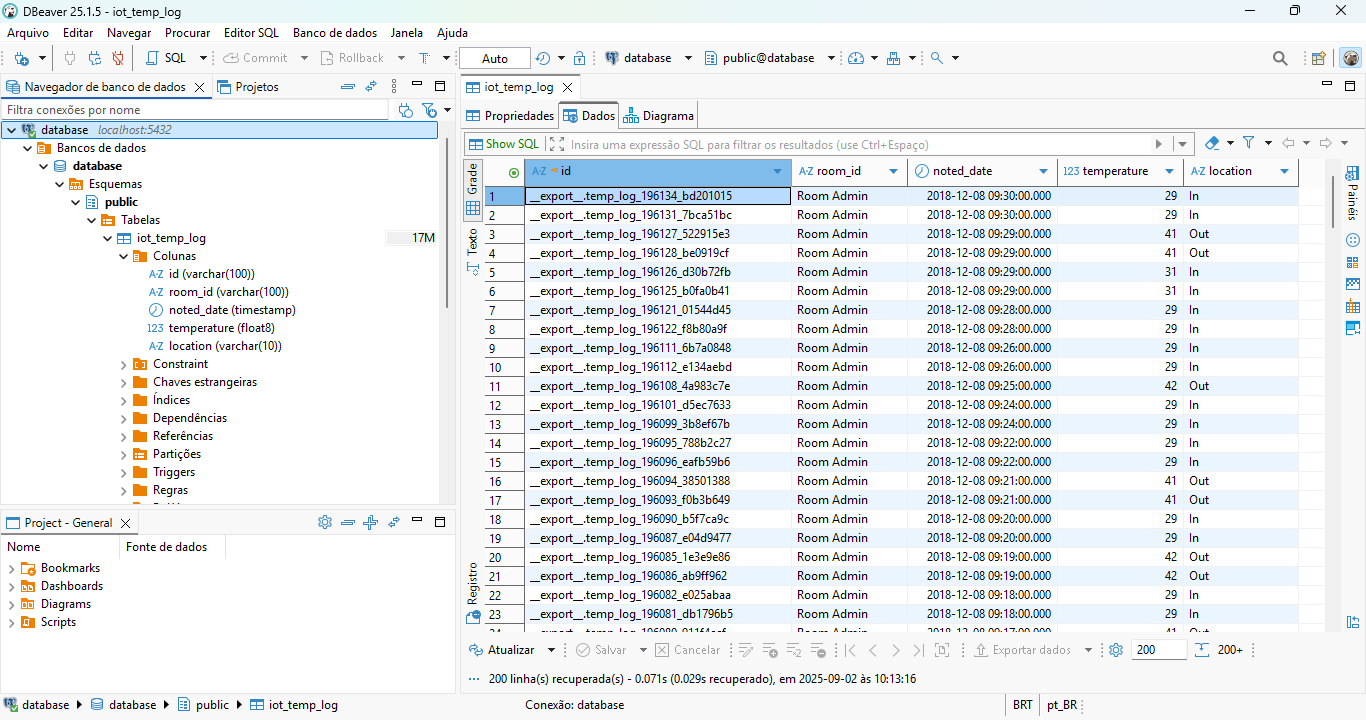 DBeaver 25.1.5 - iot_temp_log
Arquivo Editar Navegar Procurar Editor SQL Banco de dados Janela Ajuda
SQL Commit Rollback T Auto database public@database
Navegador de banco de dados Projetos
Filtra conexões por nome
database localhost:5432
Bancos de dados
database
Esquemas
public
Tabelas
iot_temp_log 17M
Colunas
AZ id (varchar(100))
AZ room_id (varchar(100))
noted_date (timestamp)
123 temperature (float8)
AZ location (varchar(10))
Constraint
Chaves estrangeiras
Índices
Dependências
Referências
Partições
Triggers
Regras
Project - General
Nome Fonte de dados
Bookmarks
Dashboards
Diagrams
Scripts
iot_temp_log
Propriedades Dados Diagrama
Show SQL Insira uma expressão SQL para filtrar os resultados (use Ctrl+Espaço)
Grade
Texto
Registro
AZ id AZ room_id noted_date 123 temperature AZ location
1 __export__.temp_log_196134_bd201015 Room Admin 2018-12-08 09:30:00.000 29 In
2 __export__.temp_log_196131_7bca51bc Room Admin 2018-12-08 09:30:00.000 29 In
3 __export__.temp_log_196127_522915e3 Room Admin 2018-12-08 09:29:00.000 41 Out
4 __export__.temp_log_196128_be0919cf Room Admin 2018-12-08 09:29:00.000 41 Out
5 __export__.temp_log_196126_d30b72fb Room Admin 2018-12-08 09:29:00.000 31 In
6 __export__.temp_log_196125_b0fa0b41 Room Admin 2018-12-08 09:29:00.000 31 In
7 __export__.temp_log_196121_01544d45 Room Admin 2018-12-08 09:28:00.000 29 In
8 __export__.temp_log_196122_f8b80a9f Room Admin 2018-12-08 09:28:00.000 29 In
9 __export__.temp_log_196111_6b7a0848 Room Admin 2018-12-08 09:26:00.000 29 In
10 __export__.temp_log_196112_e134aebd Room Admin 2018-12-08 09:26:00.000 29 In
11 __export__.temp_log_196108_4a983c7e Room Admin 2018-12-08 09:25:00.000 42 Out
12 __export__.temp_log_196101_d5ec7633 Room Admin 2018-12-08 09:24:00.000 29 In
13 __export__.temp_log_196099_3b8ef67b Room Admin 2018-12-08 09:24:00.000 29 In
14 __export__.temp_log_196095_788b2c27 Room Admin 2018-12-08 09:22:00.000 29 In
15 __export__.temp_log_196096_eafb59b6 Room Admin 2018-12-08 09:22:00.000 29 In
16 __export__.temp_log_196094_38501388 Room Admin 2018-12-08 09:21:00.000 41 Out
17 __export__.temp_log_196093_f0b3b649 Room Admin 2018-12-08 09:21:00.000 41 Out
18 __export__.temp_log_196090_b5f7ca9c Room Admin 2018-12-08 09:20:00.000 29 In
19 __export__.temp_log_196087_e04d9477 Room Admin 2018-12-08 09:20:00.000 29 In
20 __export__.temp_log_196085_1e3e9e86 Room Admin 2018-12-08 09:19:00.000 42 Out
21 __export__.temp_log_196086_ab9ff962 Room Admin 2018-12-08 09:19:00.000 42 Out
22 __export__.temp_log_196082_e025abaa Room Admin 2018-12-08 09:18:00.000 29 In
23 __export__.temp_log_196081_db1796b5 Room Admin 2018-12-08 09:18:00.000 29 In
Painéis
Atualizar Salvar Cancelar Exportar dados 200 200+
200 linha(s) recuperada(s) - 0.071s (0.029s recuperado), em 2025-09-02 às 10:13:16
database database public iot_temp_log Conexão: database BRT pt_BR